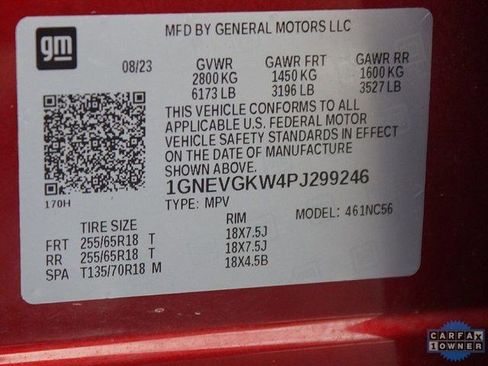 gm
MFD BY GENERAL MOTORS LLC
08/23 GVWR GAWR FRT GAWR RR
2800 KG 1450 KG 1600 KG
6173 LB 3196 LB 3527 LB
THIS VEHICLE CONFORMS TO ALL
APPLICABLE U.S. FEDERAL MOTOR
VEHICLE SAFETY STANDARDS IN EFFECT
ON THE DATE OF MANUFACTURE
SHOWN ABOVE.
170H
1GNEVGKW4PJ299246
TYPE: MPV MODEL: 461NC56
TIRE SIZE RIM
FRT 255/65R18 T 18X7.5J
RR 255/65R18 T 18X7.5J
SPA T135/70R18 M 18X4.5B
CARFAX
1OWNER